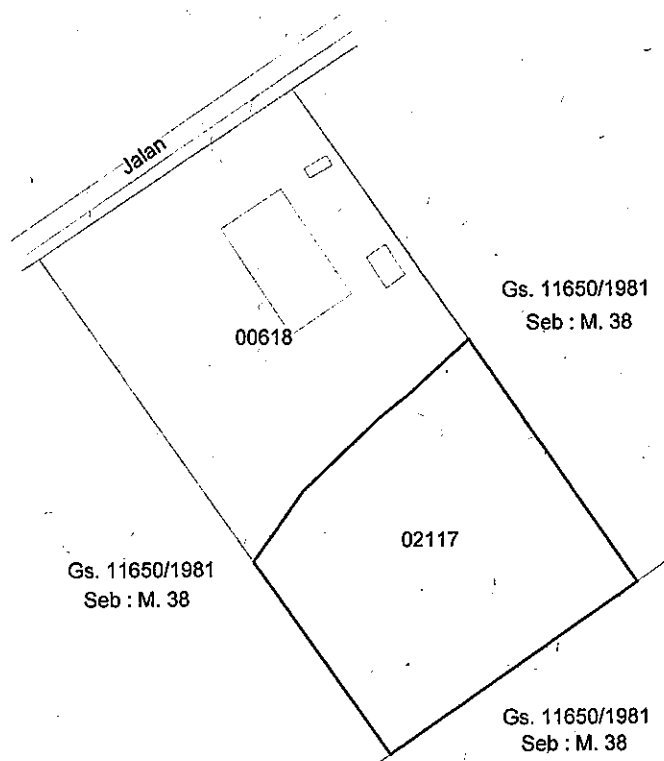 Jalan
Gs. 11650/1981
Seb : M. 38
00618
02117
Gs. 11650/1981
Seb : M. 38
Gs. 11650/1981
Seb : M. 38